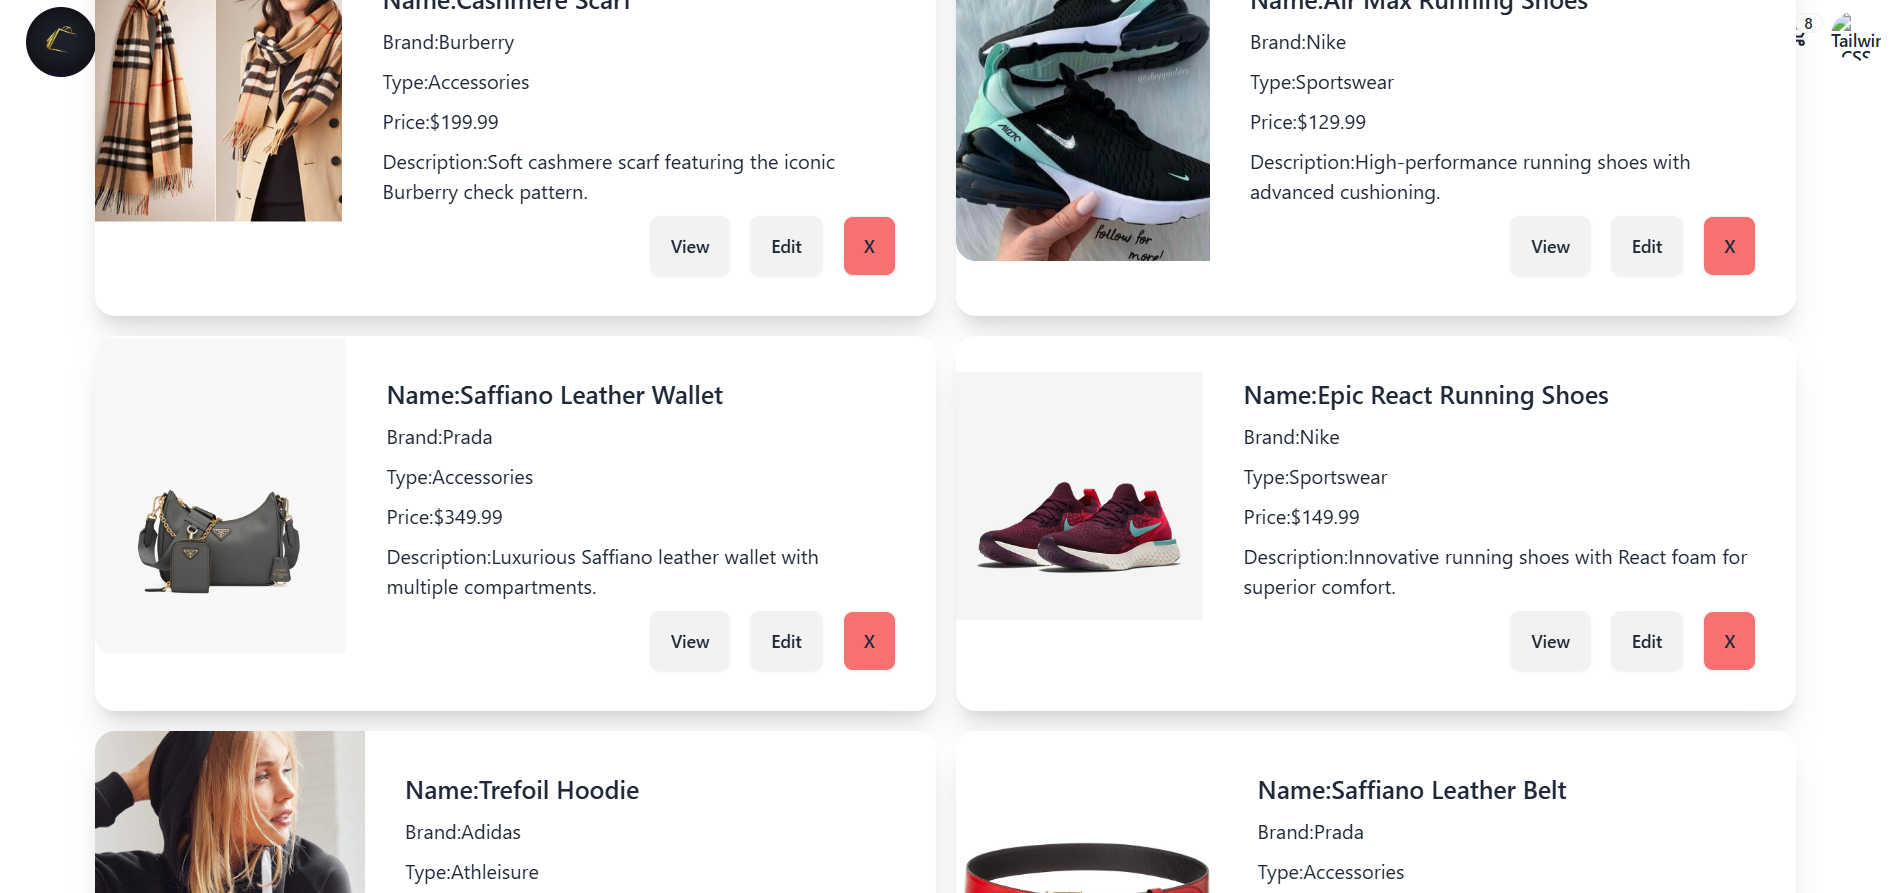 Name:Cashmere Scarf
Brand:Burberry
Type:Accessories
Price:$199.99
Description:Soft cashmere scarf featuring the iconic
Burberry check pattern.
View
Edit
X
Name:Air Max Running Shoes
Brand:Nike
Type:Sportswear
Price:$129.99
Description:High-performance running shoes with
advanced cushioning.
View
Edit
X
follow for
more!
8
Tailwin
CSS
Name:Saffiano Leather Wallet
Brand:Prada
Type:Accessories
Price:$349.99
Description:Luxurious Saffiano leather wallet with
multiple compartments.
View
Edit
X
Name:Epic React Running Shoes
Brand:Nike
Type:Sportswear
Price:$149.99
Description:Innovative running shoes with React foam for
superior comfort.
View
Edit
X
Name:Trefoil Hoodie
Brand:Adidas
Type:Athleisure
Name:Saffiano Leather Belt
Brand:Prada
Type:Accessories